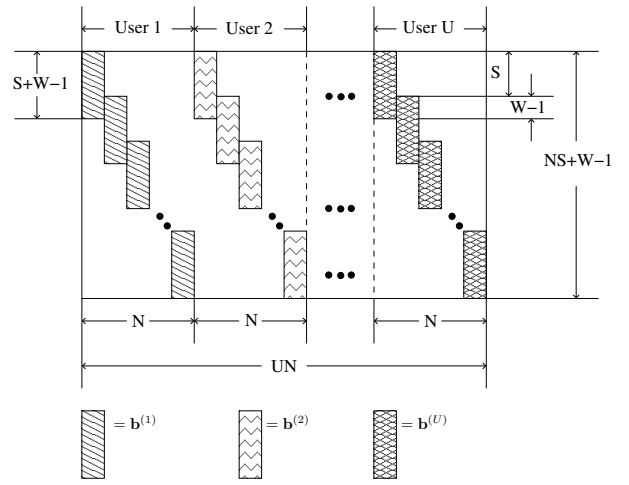 User 1 User 2 User U
S+W−1
S
W−1
NS+W−1
N N N
UN
= b^(1) = b^(2) = b^(U)